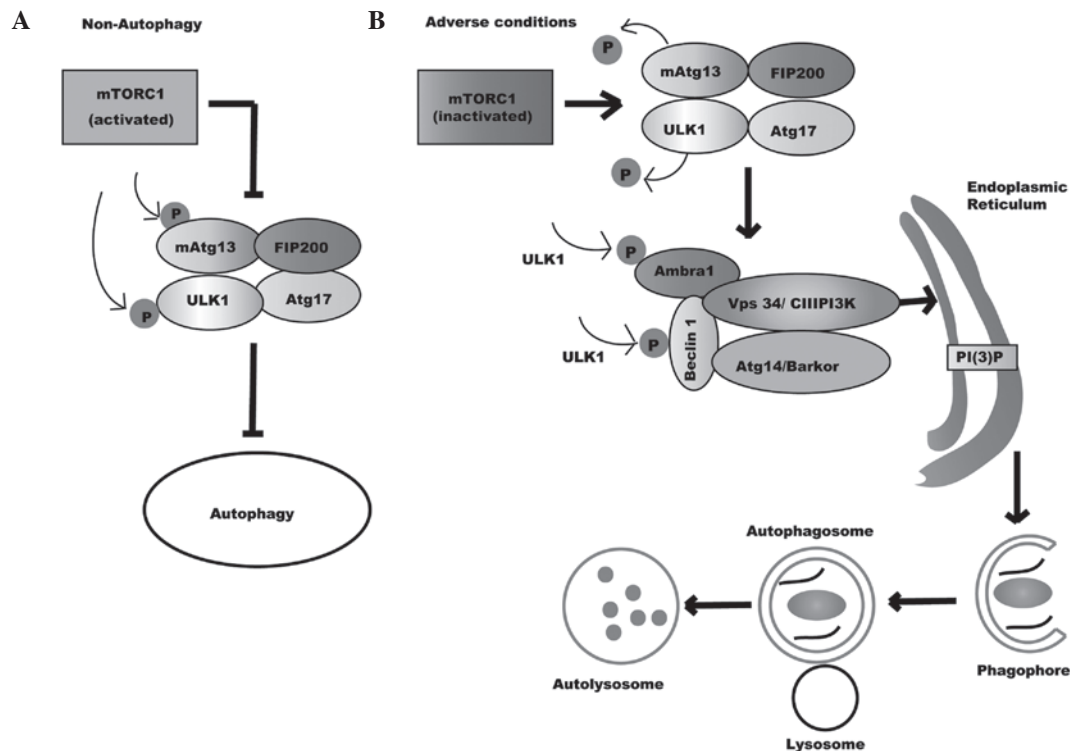 A
Non-Autophagy
mTORC1
(activated)
P
mAtg13
FIP200
P
ULK1
Atg17
Autophagy
B
Adverse conditions
mTORC1
(inactivated)
P
mAtg13
FIP200
ULK1
Atg17
P
Endoplasmic
Reticulum
ULK1
P
Ambra1
Vps 34/ CIIIPI3K
ULK1
P
Beclin 1
Atg14/Barkor
PI(3)P
Autophagosome
Autolysosome
Phagophore
Lysosome